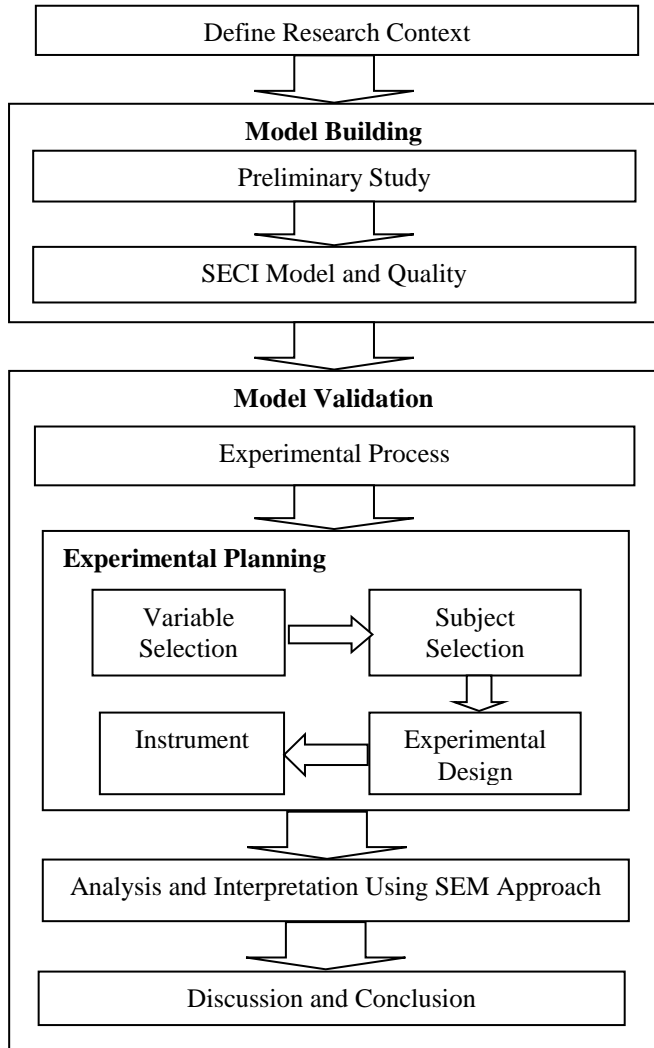 Define Research Context
Model Building
Preliminary Study
SECI Model and Quality
Model Validation
Experimental Process
Experimental Planning
Variable
Selection
Subject
Selection
Experimental
Design
Instrument
Analysis and Interpretation Using SEM Approach
Discussion and Conclusion